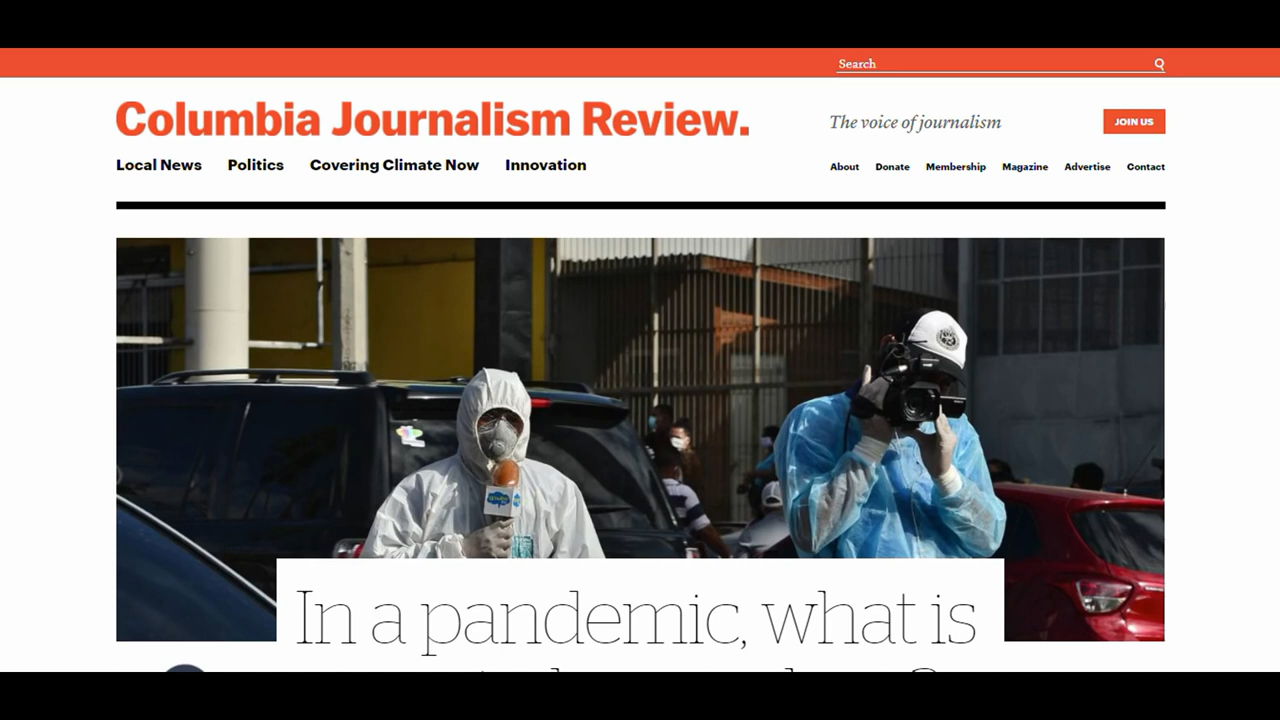 Search
Columbia Journalism Review.
The voice of journalism
JOIN US
Local News Politics Covering Climate Now Innovation
About Donate Membership Magazine Advertise Contact
In a pandemic, what is